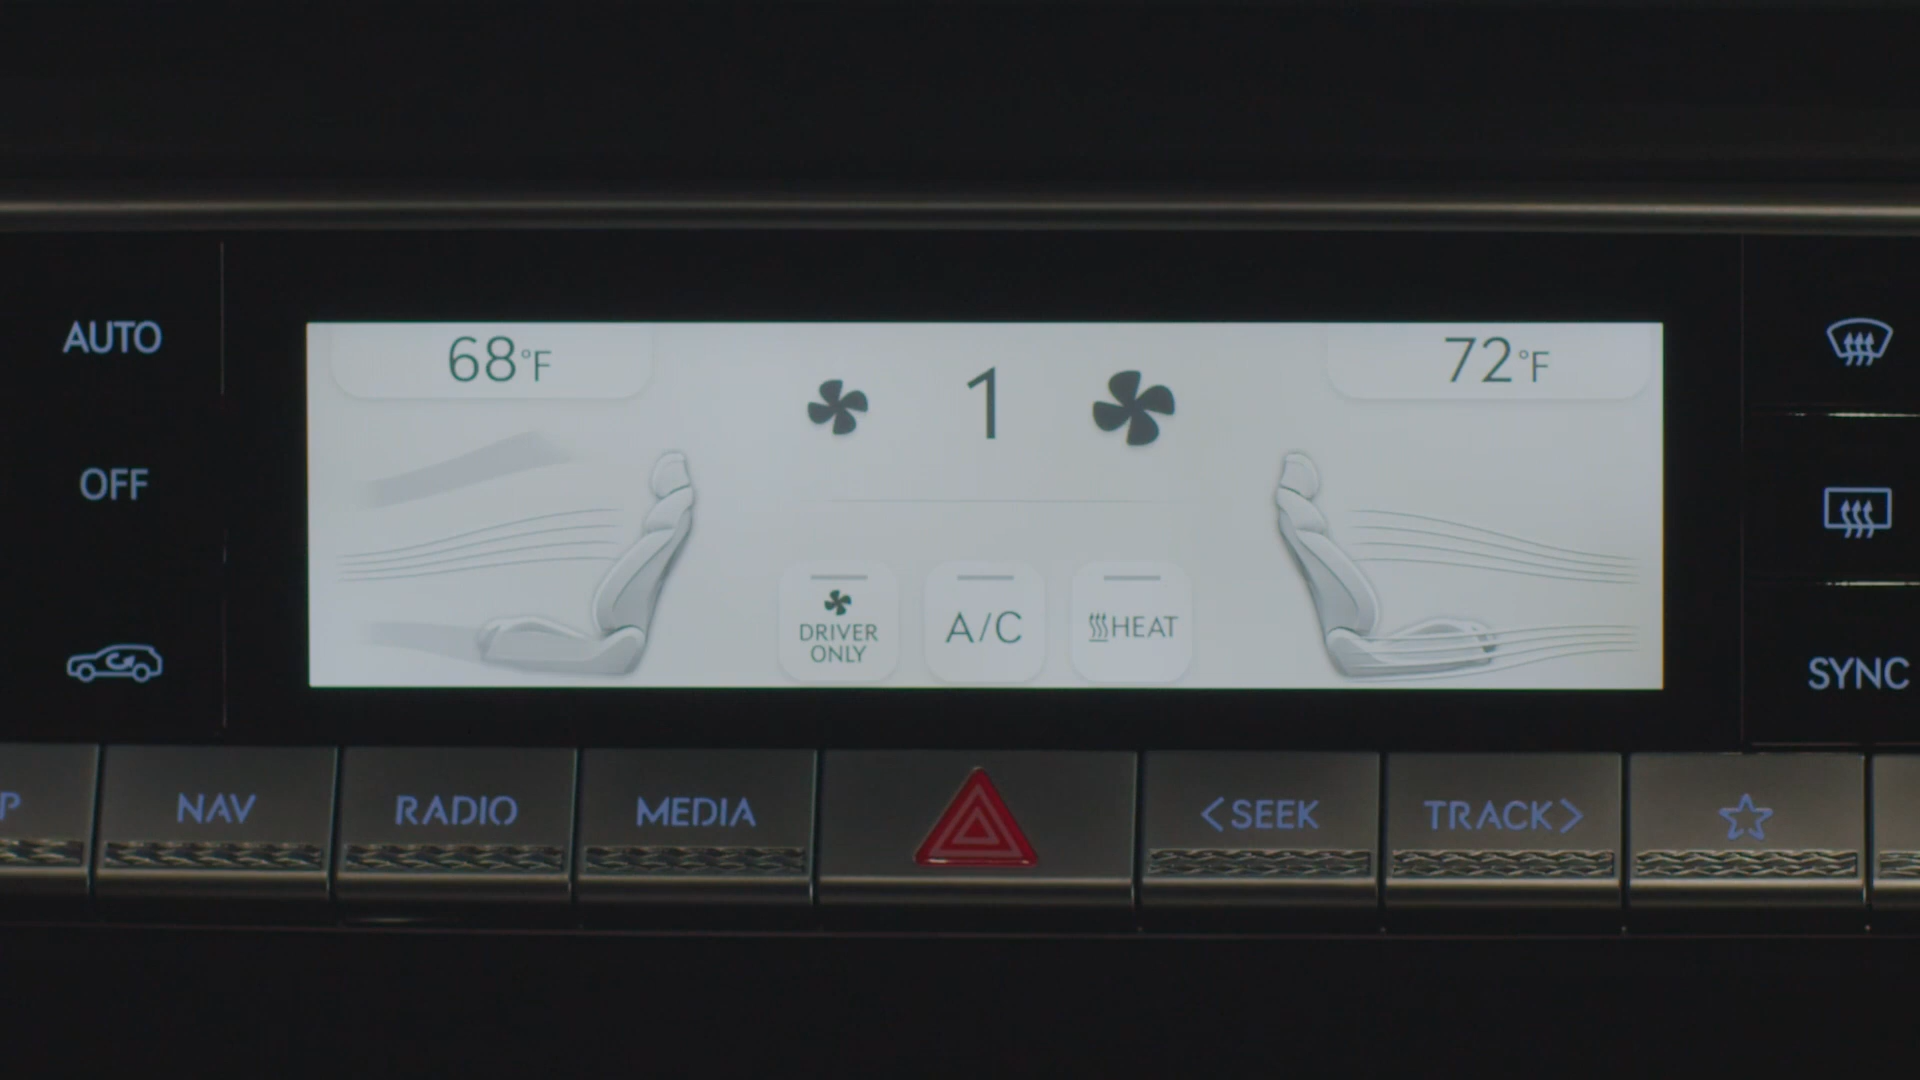 AUTO
68°F
1
72°F
OFF
DRIVER
ONLY
A/C
HEAT
SYNC
P
NAV
RADIO
MEDIA
<SEEK
TRACK>